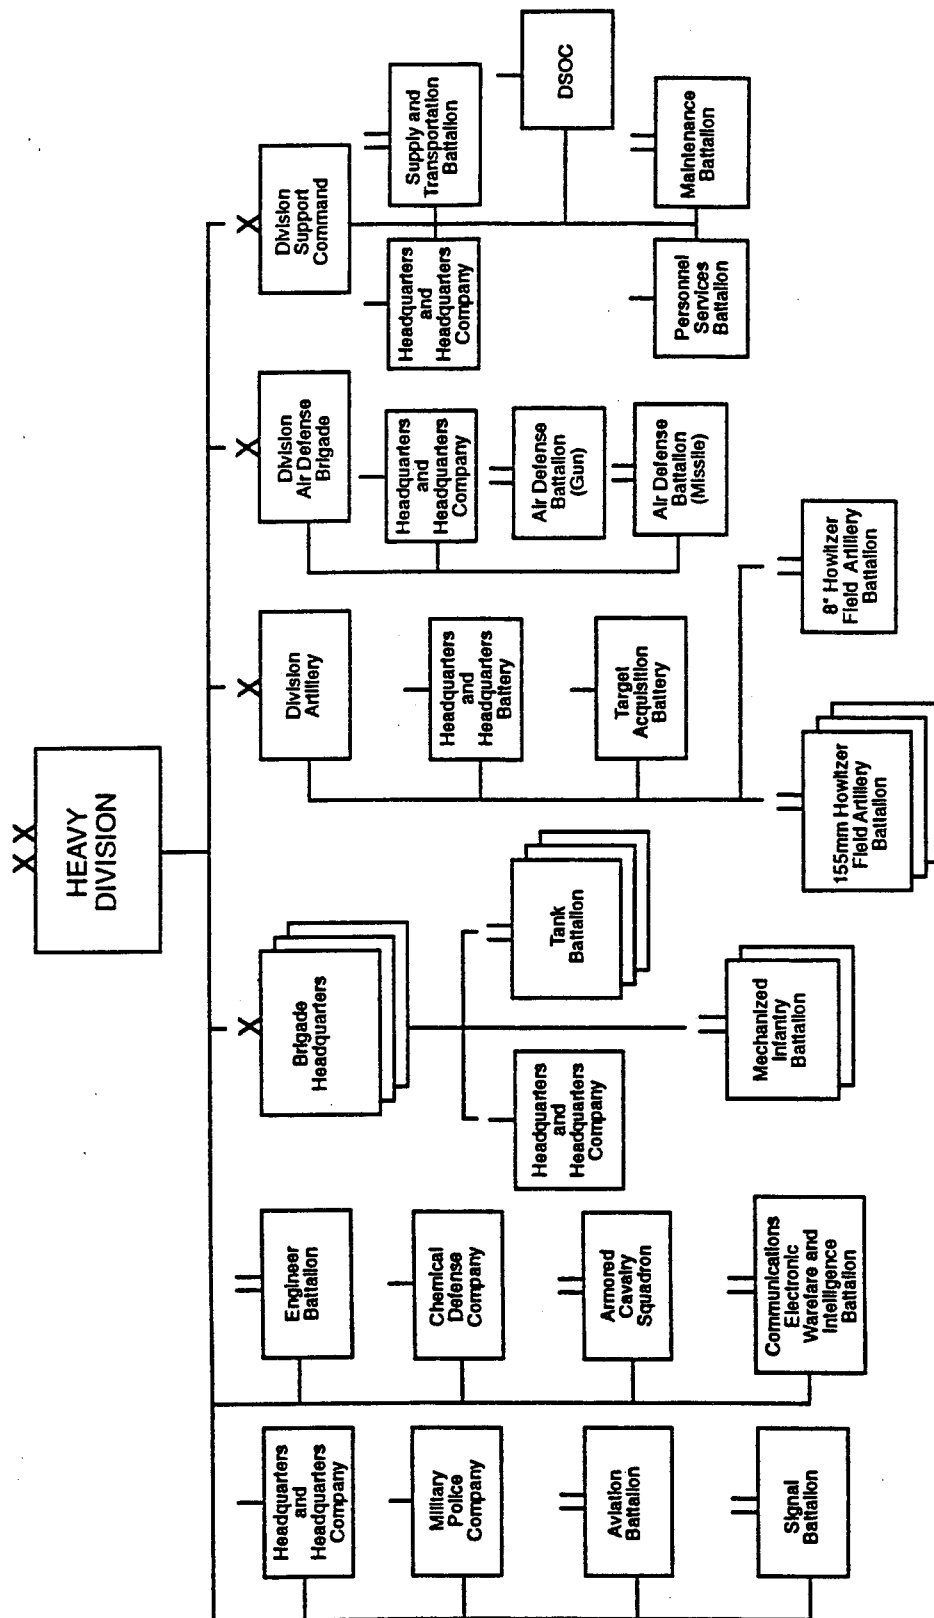 X X
HEAVY
DIVISION
Headquarters
and
Headquarters
Company
Military
Police
Company
Aviation
Battalion
Signal
Battalion
X
Engineer
Battalion
Chemical
Defense
Company
Armored
Cavalry
Squadron
Communications
Electronic
Warefare and
Intelligence
Battalion
Brigade
Headquarters
Headquarters
and
Headquarters
Company
Tank
Battalion
Mechanized
Infantry
Battalion
X
Division
Artillery
Headquarters
and
Headquarters
Battery
Target
Acquisition
Battery
155mm Howitzer
Field Artillery
Battalion
8" Howitzer
Field Artillery
Battalion
X
Division
Air Defense
Brigade
Headquarters
and
Headquarters
Company
Air Defense
Battalion
(Gun)
Air Defense
Battalion
(Missile)
X
Division
Support
Command
Headquarters
and
Headquarters
Company
Supply and
Transportation
Battalion
DSOC
Personnel
Services
Battalion
Maintenance
Battalion